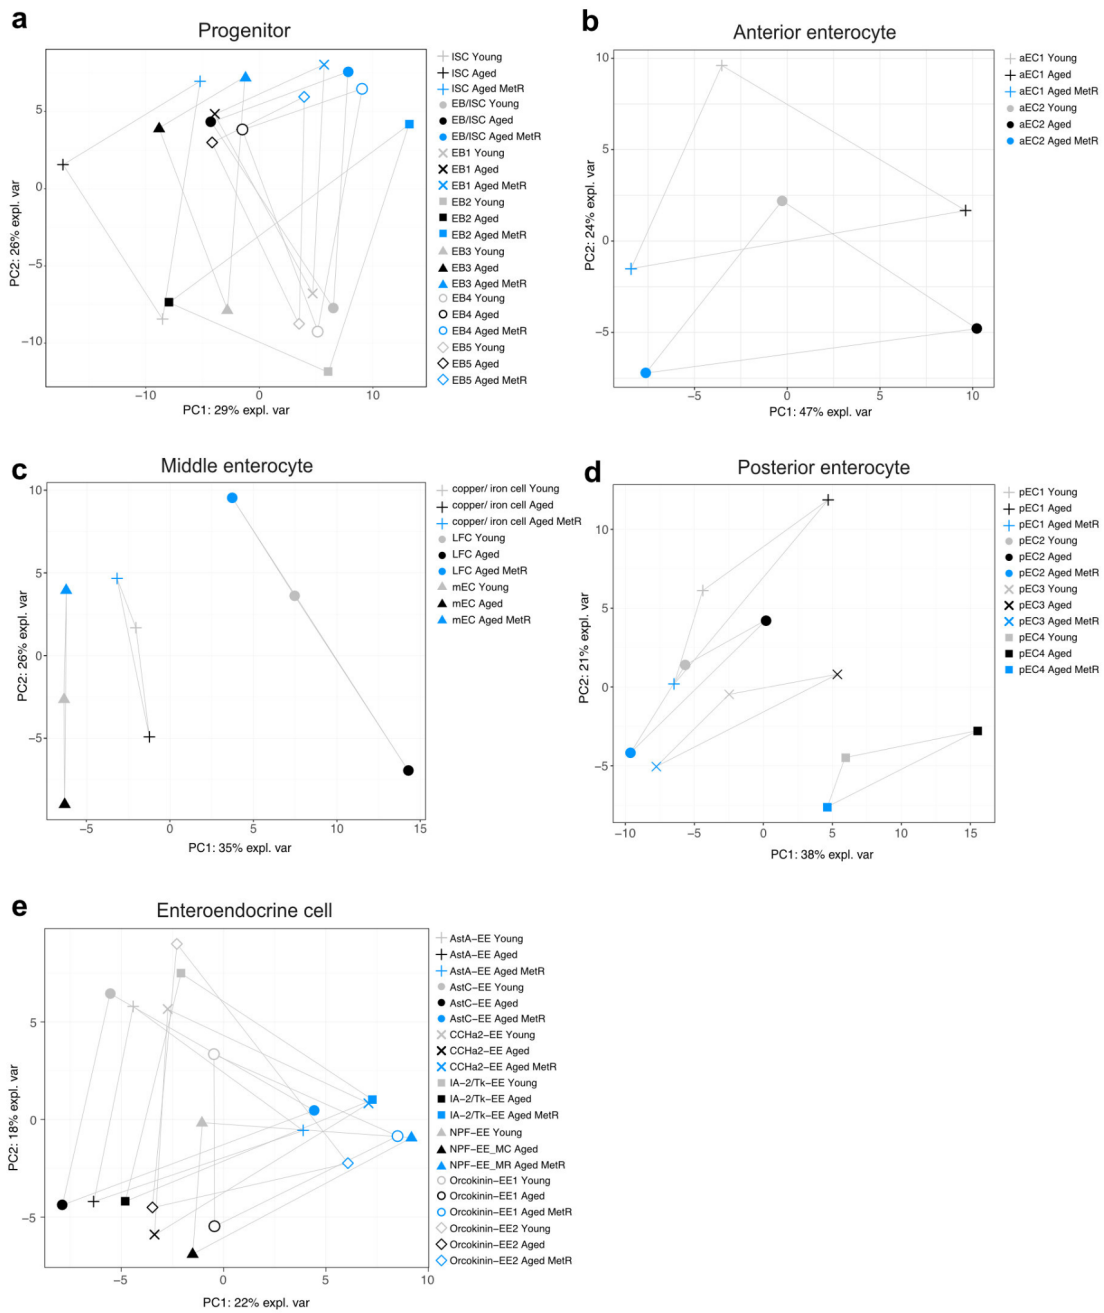 a
Progenitor
5
0
−5
−10
PC2: 26% expl. var
−10
0
10
PC1: 29% expl. var
ISC Young
ISC Aged
ISC Aged MetR
EB/ISC Young
EB/ISC Aged
EB/ISC Aged MetR
EB1 Young
EB1 Aged
EB1 Aged MetR
EB2 Young
EB2 Aged
EB2 Aged MetR
EB3 Young
EB3 Aged
EB3 Aged MetR
EB4 Young
EB4 Aged
EB4 Aged MetR
EB5 Young
EB5 Aged
EB5 Aged MetR
b
Anterior enterocyte
10
5
0
−5
PC2: 24% expl. var
−5
0
5
10
PC1: 47% expl. var
aEC1 Young
aEC1 Aged
aEC1 Aged MetR
aEC2 Young
aEC2 Aged
aEC2 Aged MetR
c
Middle enterocyte
10
5
0
−5
PC2: 26% expl. var
−5
0
5
10
15
PC1: 35% expl. var
copper/ iron cell Young
copper/ iron cell Aged
copper/ iron cell Aged MetR
LFC Young
LFC Aged
LFC Aged MetR
mEC Young
mEC Aged
mEC Aged MetR
d
Posterior enterocyte
10
5
0
−5
PC2: 21% expl. var
−10
−5
0
5
10
15
PC1: 38% expl. var
pEC1 Young
pEC1 Aged
pEC1 Aged MetR
pEC2 Young
pEC2 Aged
pEC2 Aged MetR
pEC3 Young
pEC3 Aged
pEC3 Aged MetR
pEC4 Young
pEC4 Aged
pEC4 Aged MetR
e
Enteroendocrine cell
5
0
−5
PC2: 18% expl. var
−5
0
5
10
PC1: 22% expl. var
AstA−EE Young
AstA−EE Aged
AstA−EE Aged MetR
AstC−EE Young
AstC−EE Aged
AstC−EE Aged MetR
CCHa2−EE Young
CCHa2−EE Aged
CCHa2−EE Aged MetR
IA−2/Tk−EE Young
IA−2/Tk−EE Aged
IA−2/Tk−EE Aged MetR
NPF−EE Young
NPF−EE_MC Aged
NPF−EE_MR Aged MetR
Orcokinin−EE1 Young
Orcokinin−EE1 Aged
Orcokinin−EE1 Aged MetR
Orcokinin−EE2 Young
Orcokinin−EE2 Aged
Orcokinin−EE2 Aged MetR